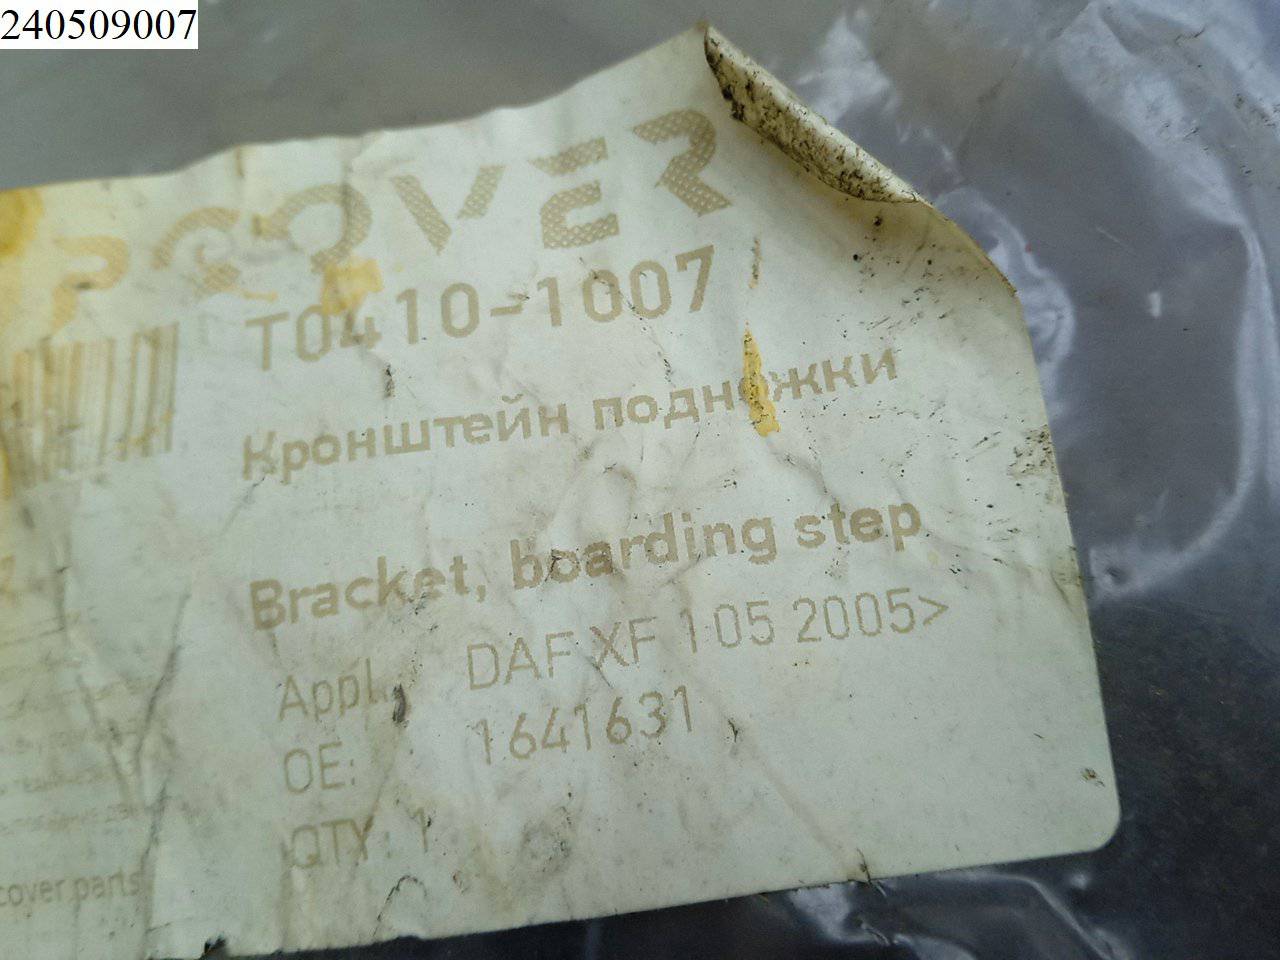 240509007
PCOVER
T0410-1007
Кронштейн подножки
Bracket, boarding step
Appl.: DAF XF 105 2005>
OE: 1641631
QTY: 1
cover parts